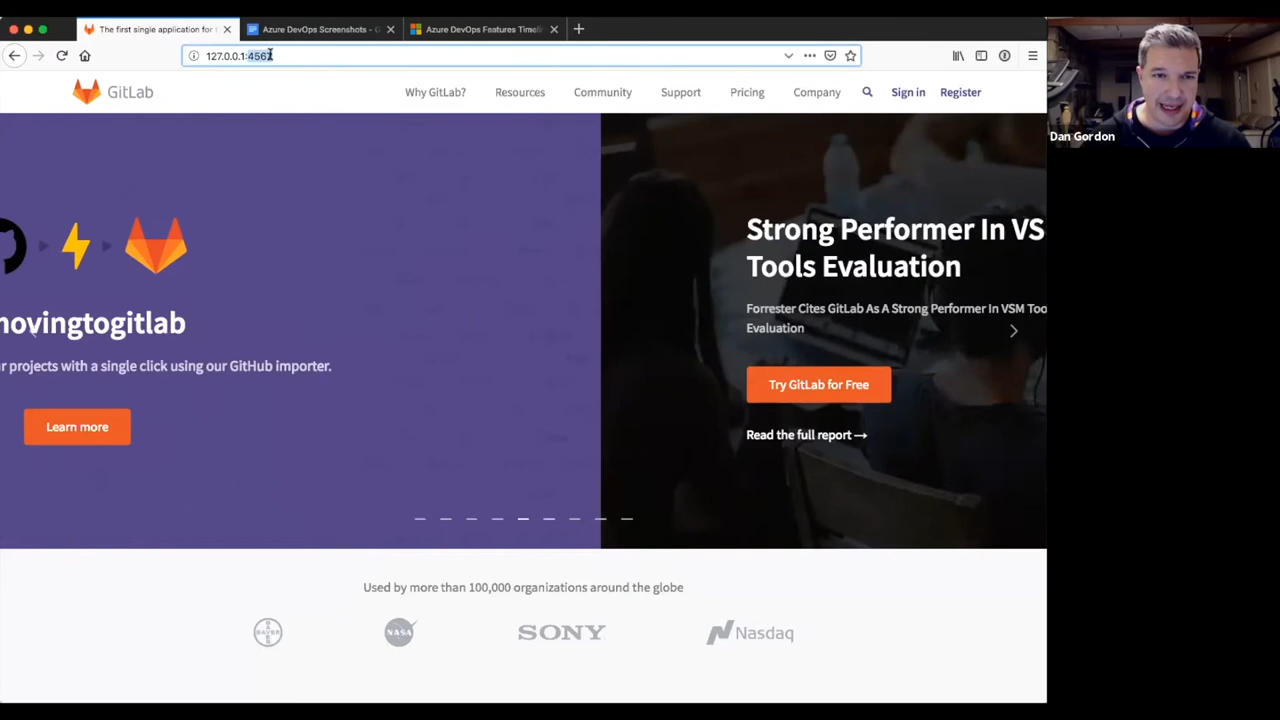 The first single application for t
Azure DevOps Screenshots - G
Azure DevOps Features Timeli
127.0.0.1:4567
GitLab
Why GitLab?
Resources
Community
Support
Pricing
Company
Sign in
Register
Dan Gordon
movingtogitlab
r projects with a single click using our GitHub importer.
Learn more
Strong Performer In VS
Tools Evaluation
Forrester Cites GitLab As A Strong Performer In VSM Too
Evaluation
Try GitLab for Free
Read the full report →
Used by more than 100,000 organizations around the globe
BAYER
NASA
SONY
Nasdaq